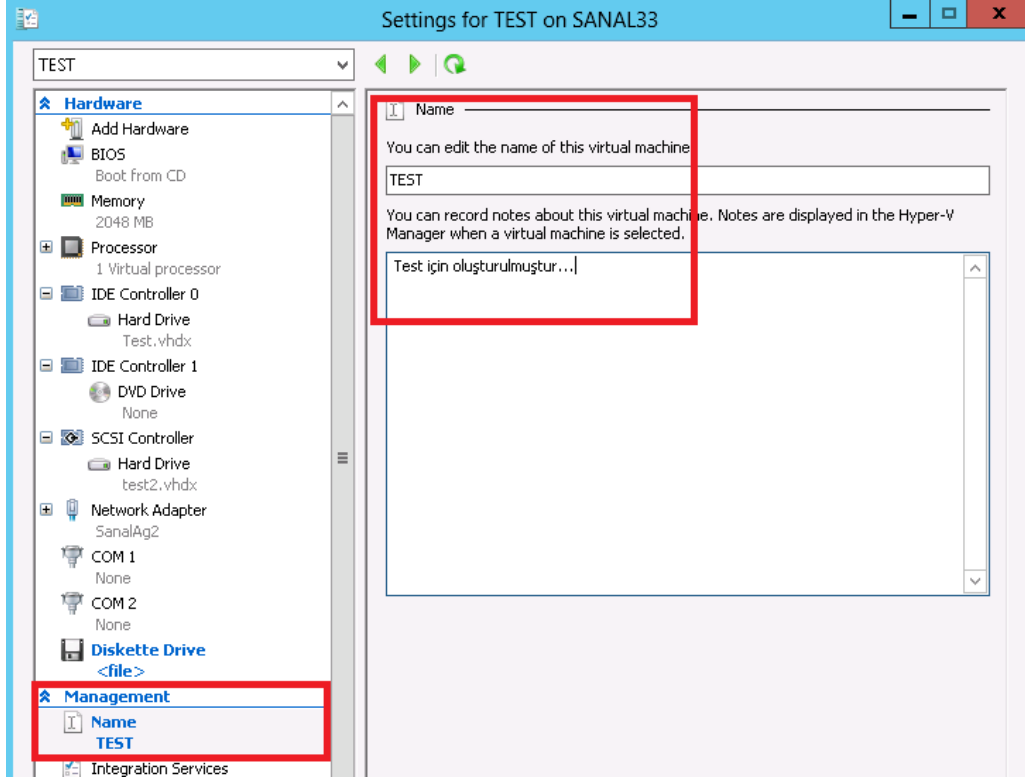 Settings for TEST on SANAL33
TEST
Hardware
Add Hardware
BIOS
Boot from CD
Memory
2048 MB
Processor
1 Virtual processor
IDE Controller 0
Hard Drive
Test.vhdx
IDE Controller 1
DVD Drive
None
SCSI Controller
Hard Drive
test2.vhdx
Network Adapter
SanalAg2
COM 1
None
COM 2
None
Diskette Drive
<file>
Management
Name
TEST
Integration Services
Name
You can edit the name of this virtual machine
TEST
You can record notes about this virtual machine. Notes are displayed in the Hyper-V
Manager when a virtual machine is selected.
Test için oluşturulmuştur...